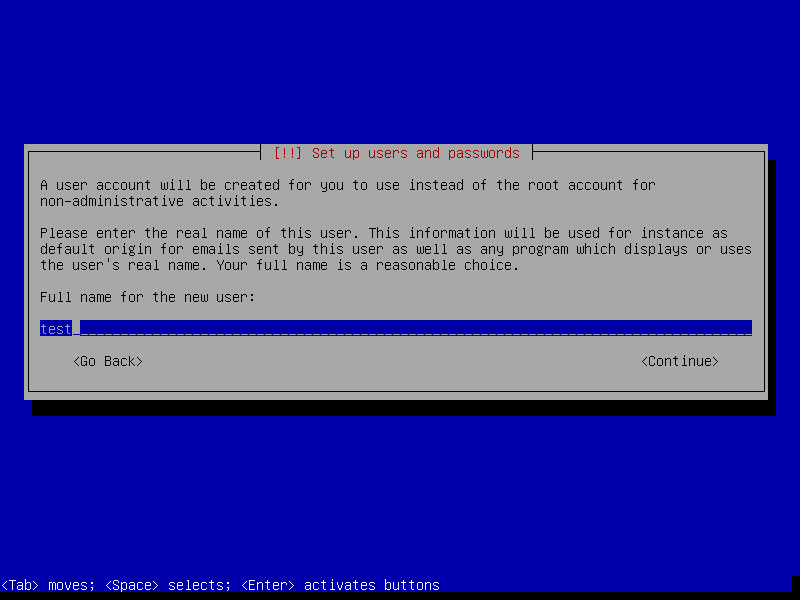 [!!] Set up users and passwords
A user account will be created for you to use instead of the root account for
non-administrative activities.
Please enter the real name of this user. This information will be used for instance as
default origin for emails sent by this user as well as any program which displays or uses
the user's real name. Your full name is a reasonable choice.
Full name for the new user:
test
<Go Back> <Continue>
<Tab> moves; <Space> selects; <Enter> activates buttons